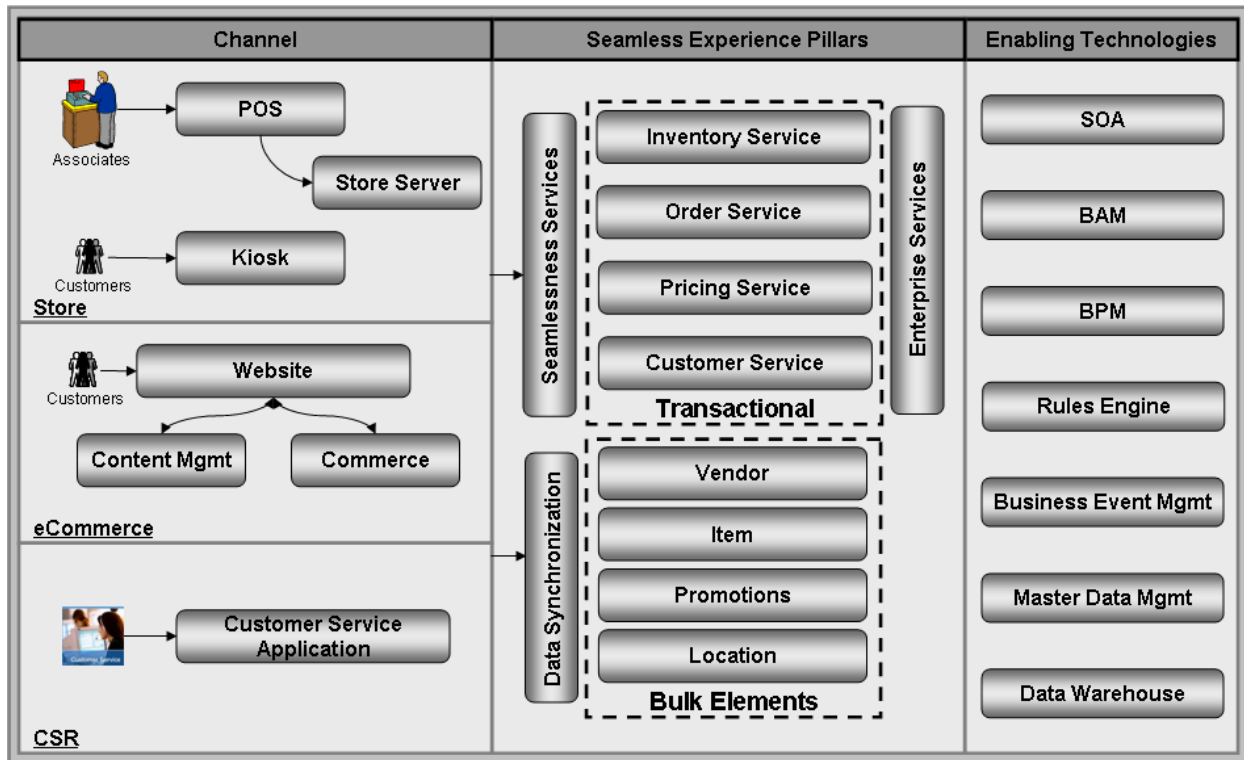 Channel
Seamless Experience Pillars
Enabling Technologies
Associates
POS
Store Server
Customers
Kiosk
Store
Customers
Website
Content Mgmt
Commerce
eCommerce
Customer Service
Customer Service
Application
CSR
Seamlessness Services
Inventory Service
Order Service
Pricing Service
Customer Service
Transactional
Enterprise Services
Data Synchronization
Vendor
Item
Promotions
Location
Bulk Elements
SOA
BAM
BPM
Rules Engine
Business Event Mgmt
Master Data Mgmt
Data Warehouse